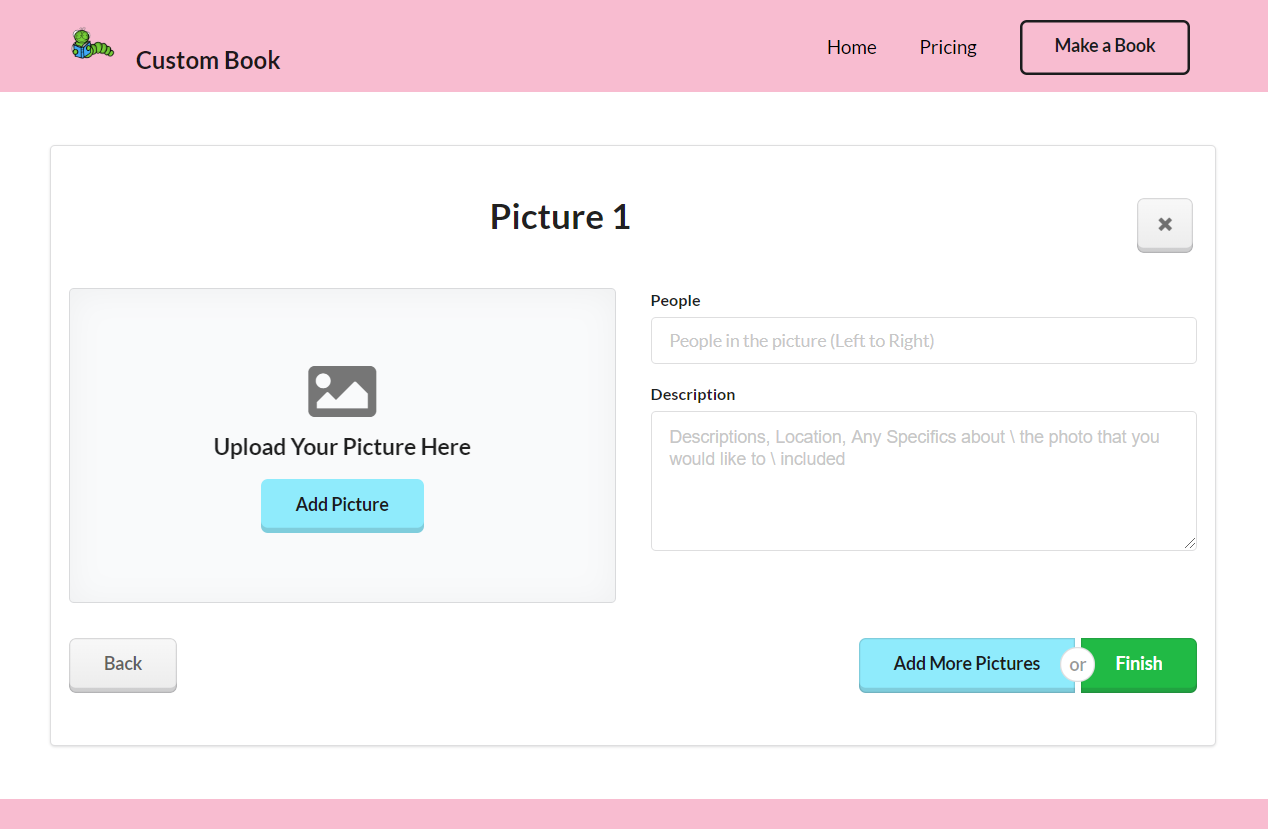 Custom Book
Home
Pricing
Make a Book
Picture 1
Upload Your Picture Here
Add Picture
People
People in the picture (Left to Right)
Description
Descriptions, Location, Any Specifics about \ the photo that you
would like to \ included
Back
Add More Pictures
or
Finish